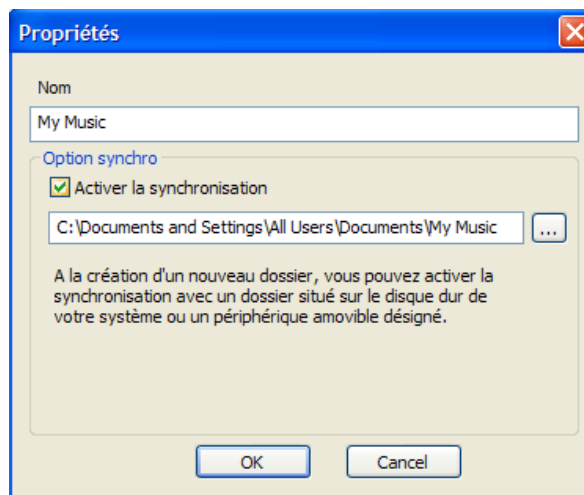 Propriétés
Nom
My Music
Option synchro
Activer la synchronisation
C:\Documents and Settings\All Users\Documents\My Music
...
A la création d'un nouveau dossier, vous pouvez activer la
synchronisation avec un dossier situé sur le disque dur de
votre système ou un périphérique amovible désigné.
OK
Cancel